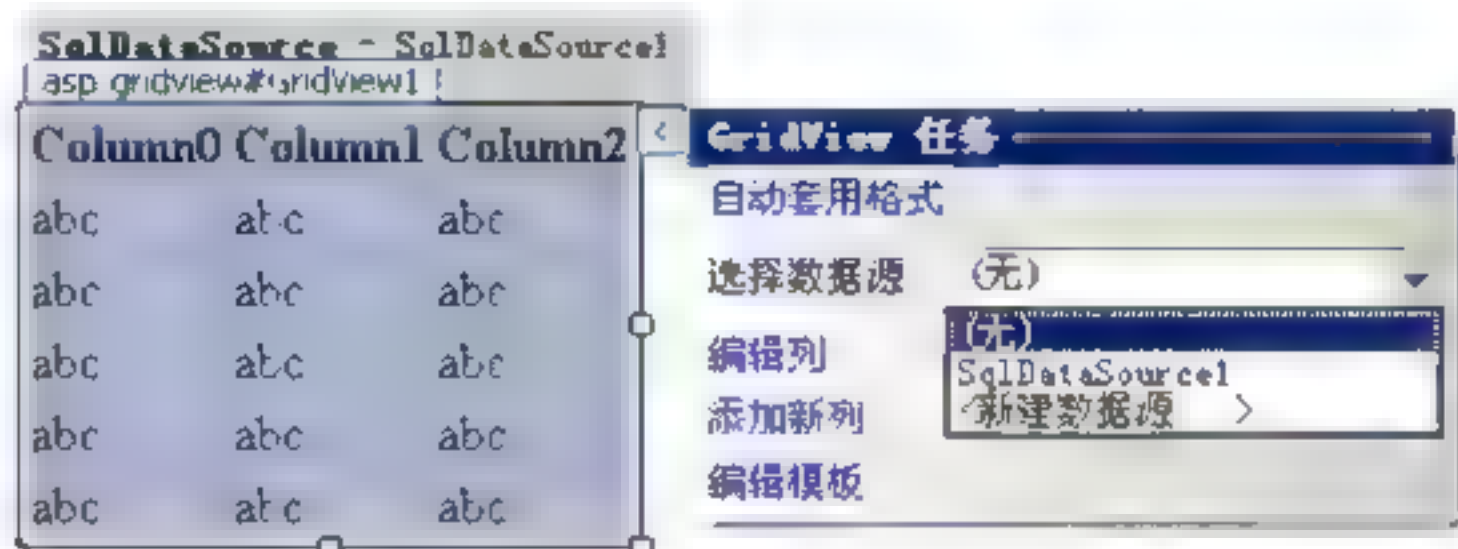 SqlDataSource - SqlDataSource1
asp:gridview#GridView1
Column0 Column1 Column2
abc abc abc
abc abc abc
abc abc abc
abc abc abc
abc abc abc
<
GridView 任务
自动套用格式
选择数据源 (无)
(无)
SqlDataSource1
<新建数据源 >
编辑列
添加新列
编辑模板